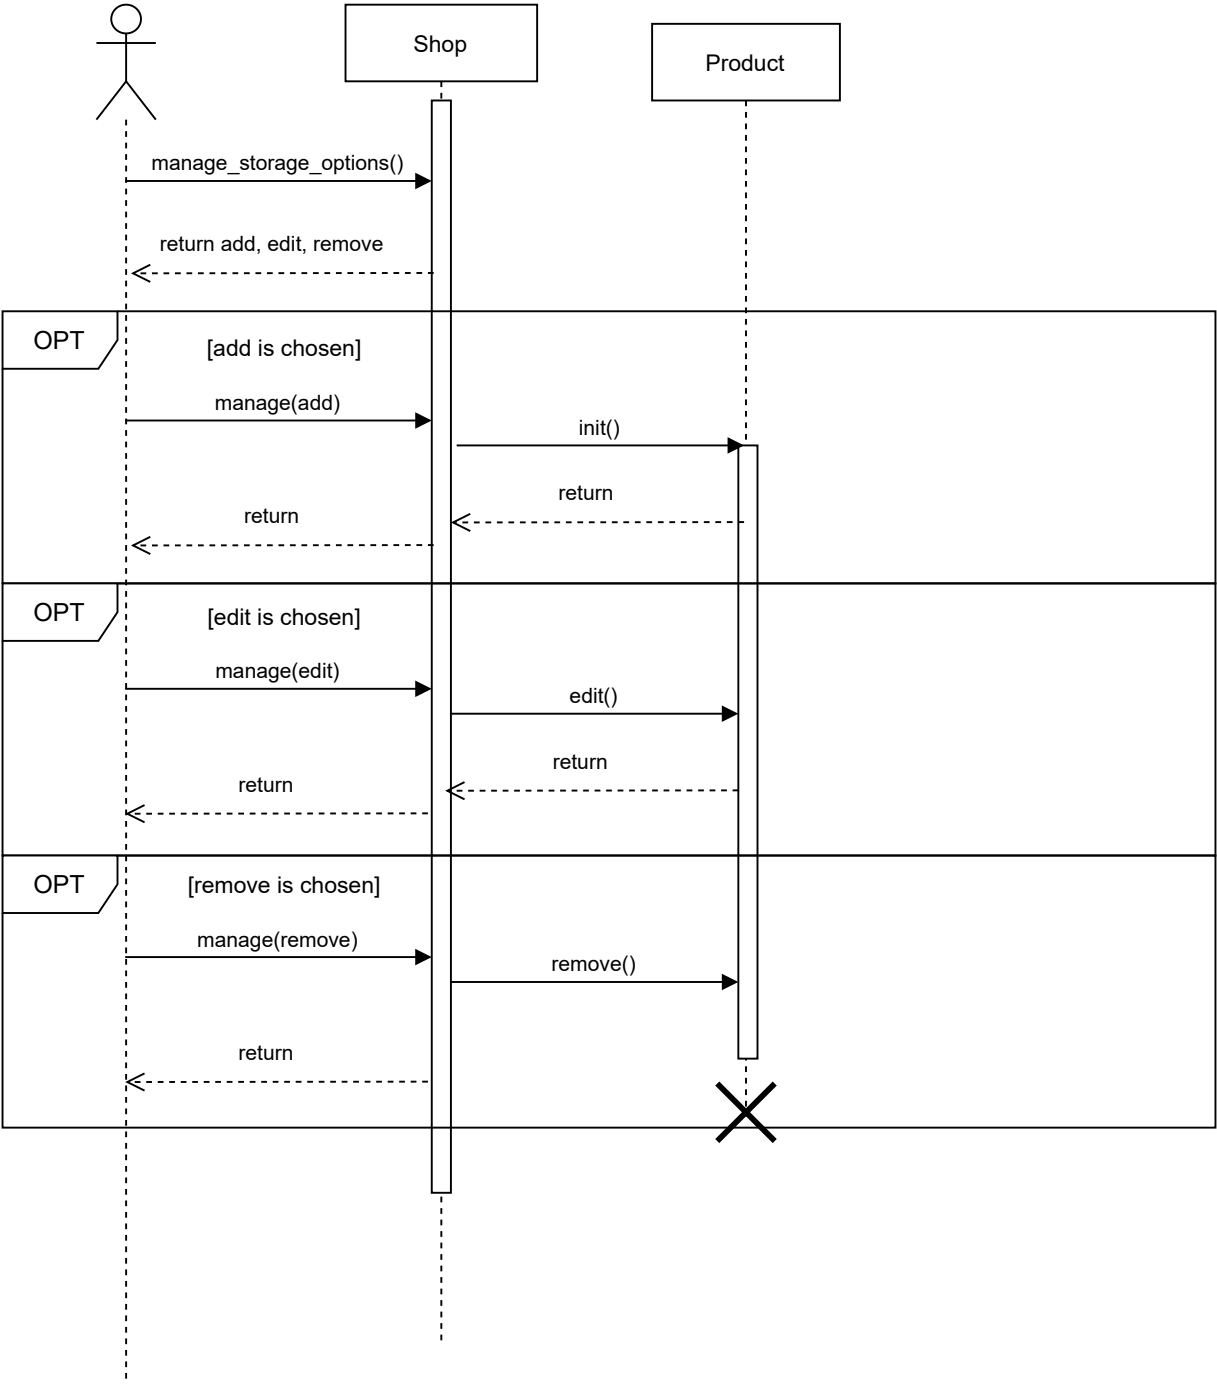 Shop
Product
manage_storage_options()
return add, edit, remove
OPT
[add is chosen]
manage(add)
init()
return
return
OPT
[edit is chosen]
manage(edit)
edit()
return
return
OPT
[remove is chosen]
manage(remove)
remove()
return